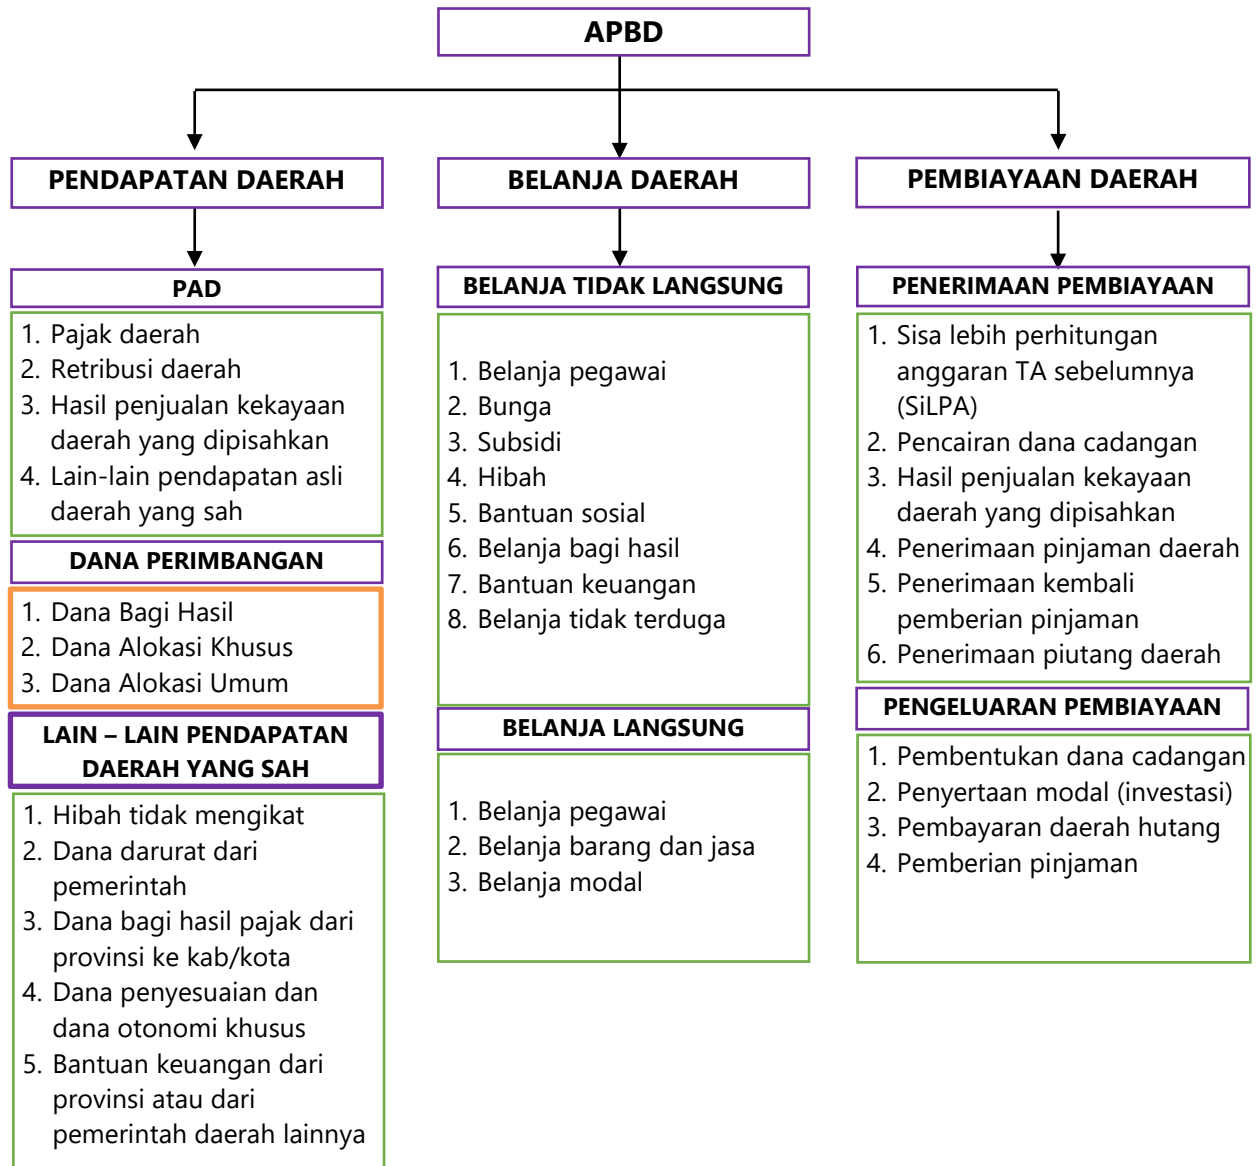 APBD
PENDAPATAN DAERAH
PAD
1. Pajak daerah
2. Retribusi daerah
3. Hasil penjualan kekayaan
daerah yang dipisahkan
4. Lain-lain pendapatan asli
daerah yang sah
DANA PERIMBANGAN
1. Dana Bagi Hasil
2. Dana Alokasi Khusus
3. Dana Alokasi Umum
LAIN – LAIN PENDAPATAN
DAERAH YANG SAH
1. Hibah tidak mengikat
2. Dana darurat dari
pemerintah
3. Dana bagi hasil pajak dari
provinsi ke kab/kota
4. Dana penyesuaian dan
dana otonomi khusus
5. Bantuan keuangan dari
provinsi atau dari
pemerintah daerah lainnya
BELANJA DAERAH
BELANJA TIDAK LANGSUNG
1. Belanja pegawai
2. Bunga
3. Subsidi
4. Hibah
5. Bantuan sosial
6. Belanja bagi hasil
7. Bantuan keuangan
8. Belanja tidak terduga
BELANJA LANGSUNG
1. Belanja pegawai
2. Belanja barang dan jasa
3. Belanja modal
PEMBIAYAAN DAERAH
PENERIMAAN PEMBIAYAAN
1. Sisa lebih perhitungan
anggaran TA sebelumnya
(SiLPA)
2. Pencairan dana cadangan
3. Hasil penjualan kekayaan
daerah yang dipisahkan
4. Penerimaan pinjaman daerah
5. Penerimaan kembali
pemberian pinjaman
6. Penerimaan piutang daerah
PENGELUARAN PEMBIAYAAN
1. Pembentukan dana cadangan
2. Penyertaan modal (investasi)
3. Pembayaran daerah hutang
4. Pemberian pinjaman